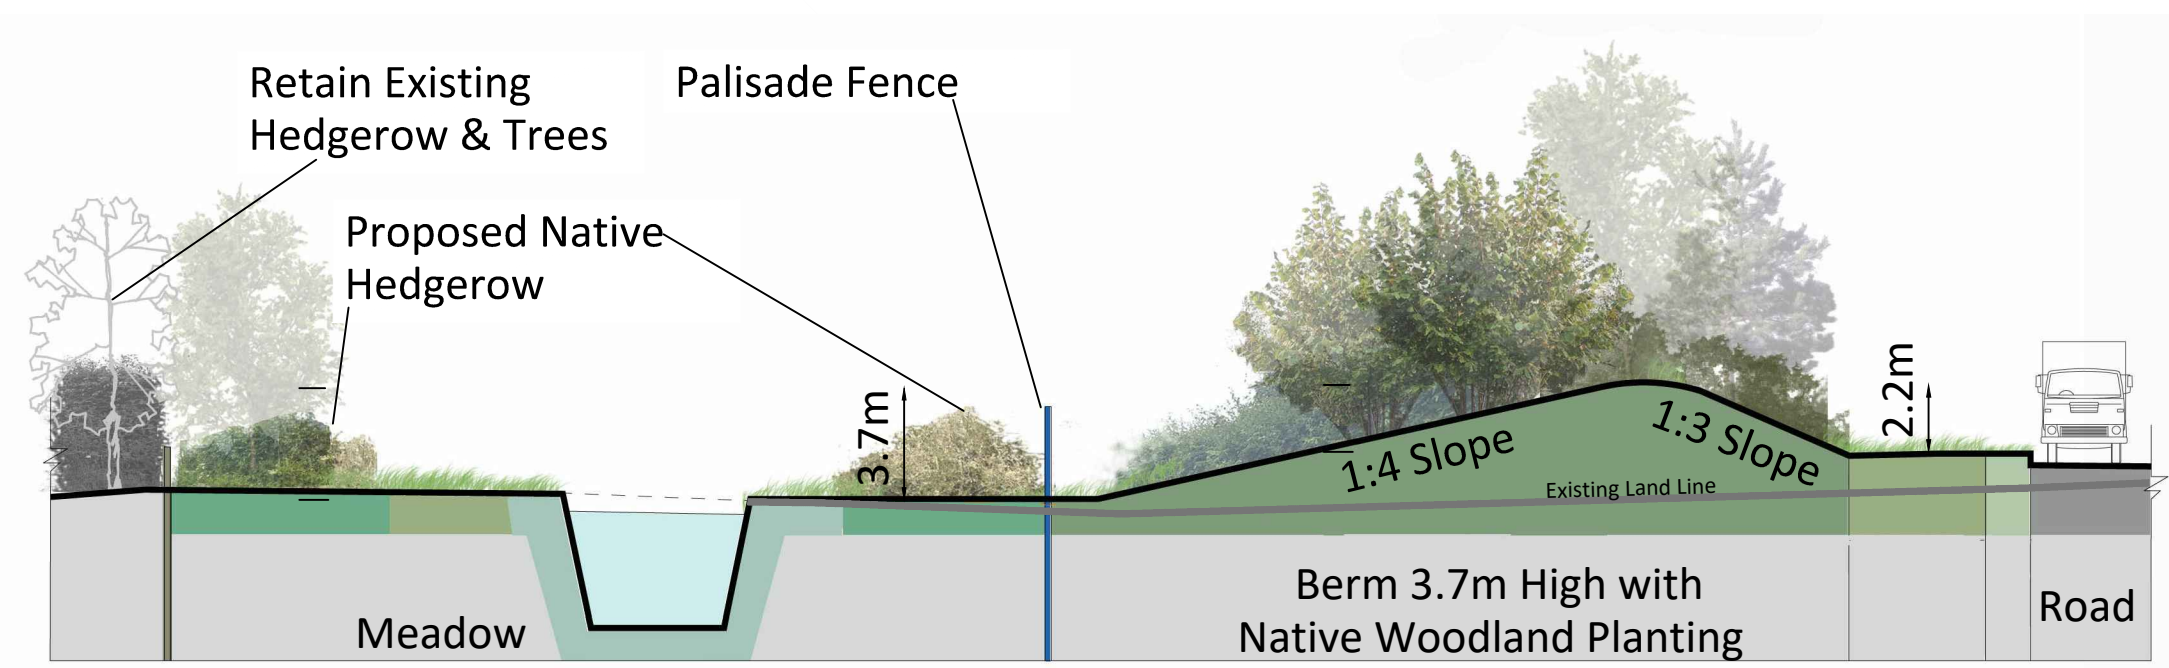 Retain Existing
Hedgerow & Trees
Palisade Fence
Proposed Native
Hedgerow
3.7m
2.2m
1:4 Slope
1:3 Slope
Existing Land Line
Meadow
Berm 3.7m High with
Native Woodland Planting
Road